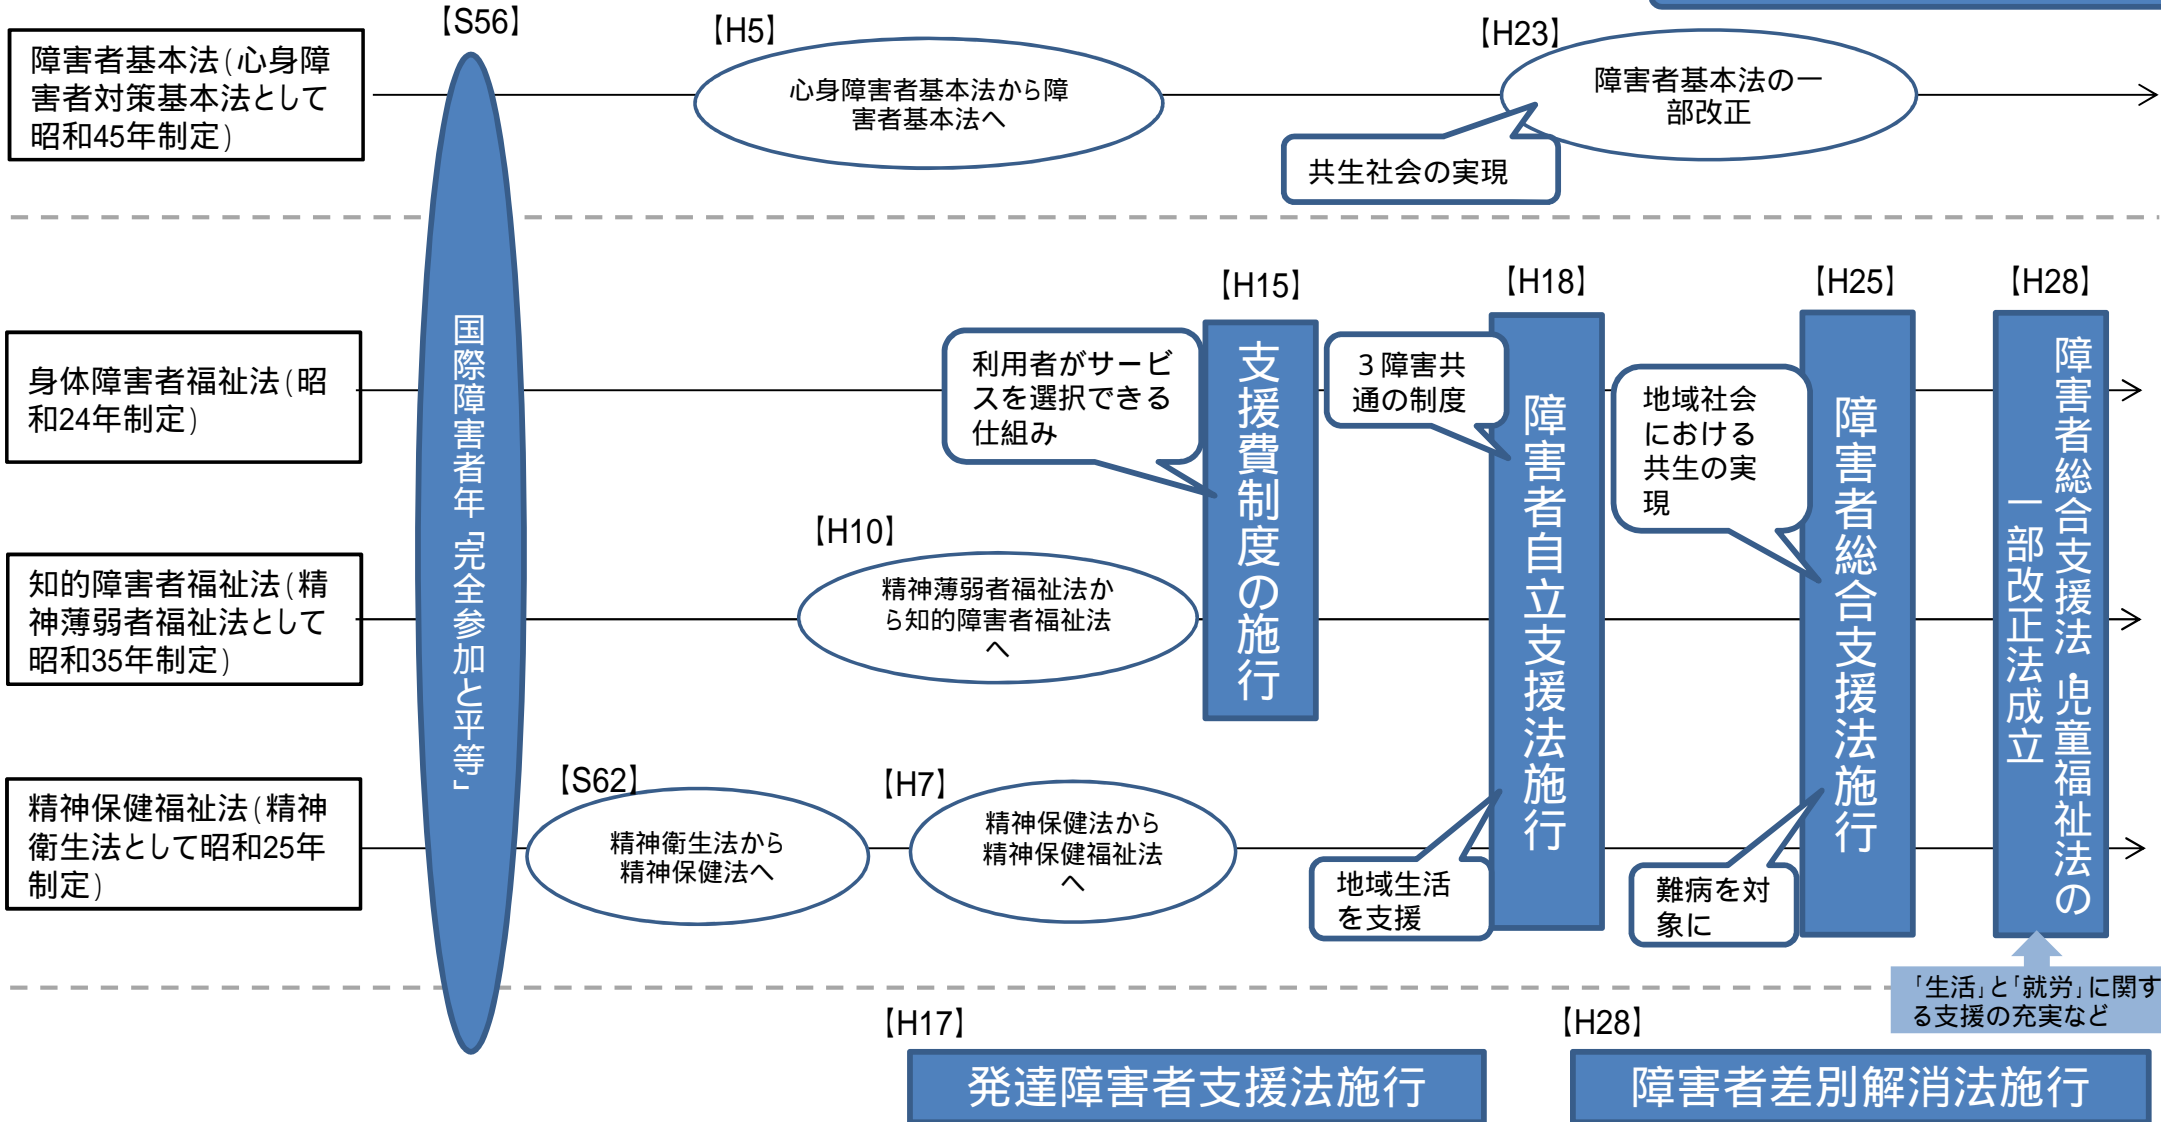 【S56】
【H5】
【H23】
障害者基本法（心身障
害者対策基本法として
昭和45年制定）
心身障害者基本法から障
害者基本法へ
障害者基本法の一
部改正
共生社会の実現
国際障害者年「完全参加と平等」
【H15】
【H18】
【H25】
【H28】
身体障害者福祉法（昭
和24年制定）
利用者がサービ
スを選択できる
仕組み
支援費制度の施行
３障害共
通の制度
障害者自立支援法施行
地域社会
における
共生の実
現
障害者総合支援法施行
障害者総合支援法・児童福祉法の
一部改正法成立
【H10】
知的障害者福祉法（精
神薄弱者福祉法として
昭和35年制定）
精神薄弱者福祉法か
ら知的障害者福祉法
へ
【S62】
【H7】
精神保健福祉法（精神
衛生法として昭和25年
制定）
精神衛生法から
精神保健法へ
精神保健法から
精神保健福祉法
へ
地域生活
を支援
難病を対
象に
「生活」と「就労」に関す
る支援の充実など
【H17】
【H28】
発達障害者支援法施行
障害者差別解消法施行